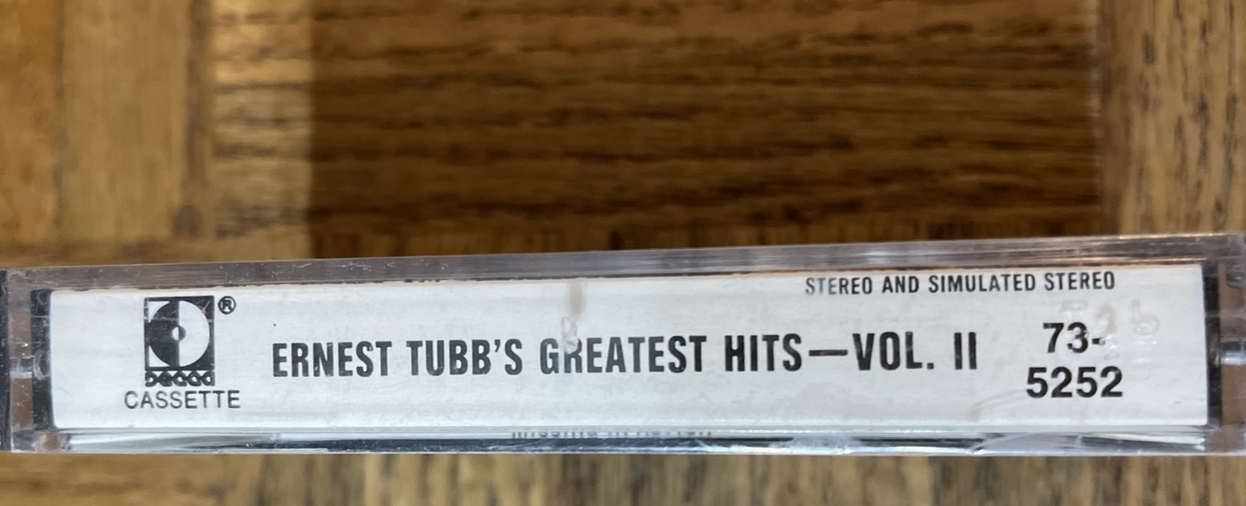 STEREO AND SIMULATED STEREO
®
DECCA
CASSETTE
ERNEST TUBB'S GREATEST HITS—VOL. II
73-
5252